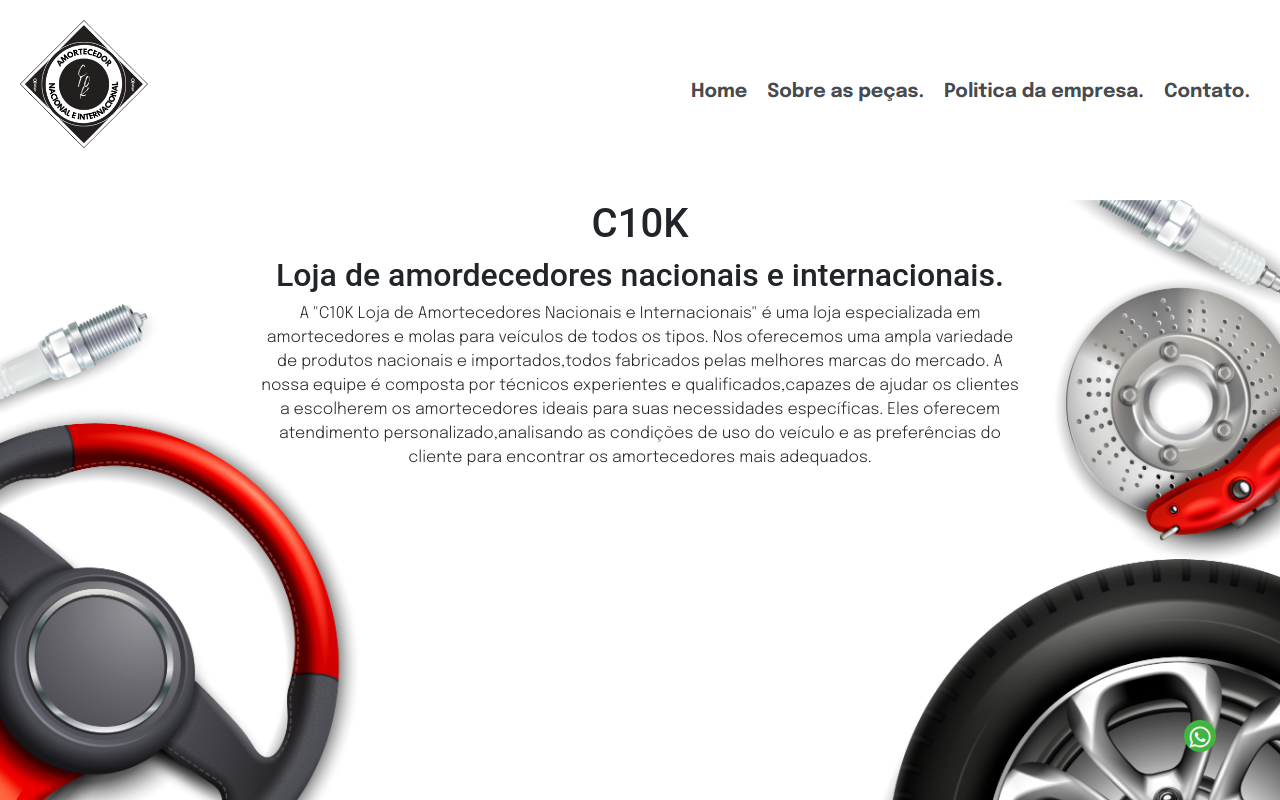 AMORTECEDOR
NACIONAL E INTERNACIONAL
Home Sobre as peças. Politica da empresa. Contato.
C10K
Loja de amordecedores nacionais e internacionais.
A "C10K Loja de Amortecedores Nacionais e Internacionais" é uma loja especializada em
amortecedores e molas para veículos de todos os tipos. Nos oferecemos uma ampla variedade
de produtos nacionais e importados,todos fabricados pelas melhores marcas do mercado. A
nossa equipe é composta por técnicos experientes e qualificados,capazes de ajudar os clientes
a escolherem os amortecedores ideais para suas necessidades específicas. Eles oferecem
atendimento personalizado,analisando as condições de uso do veículo e as preferências do
cliente para encontrar os amortecedores mais adequados.